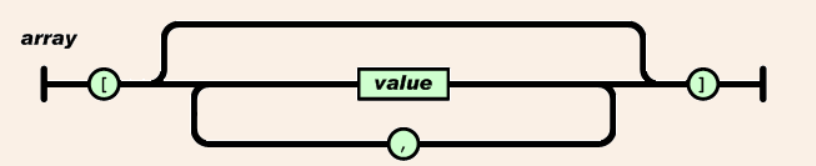 array
[ value ]
,